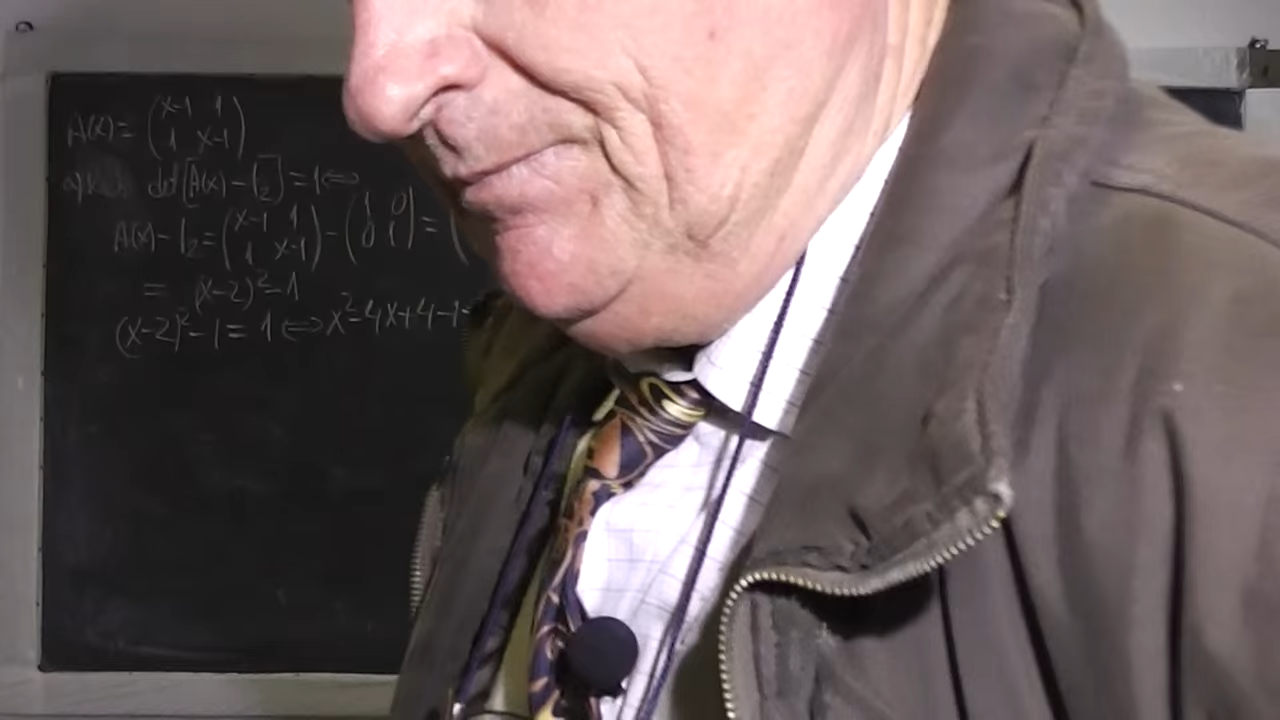 A(x) = (x-1 1
1 x-1)
a) det[A(x) - I₂] = 1 ⇔
A(x) - I₂ = (x-1 1
1 x-1) - (1 0
0 1) = (
= (x-2)² - 1
(x-2)² - 1 = 1 ⇔ x² - 4x + 4 - 1 =